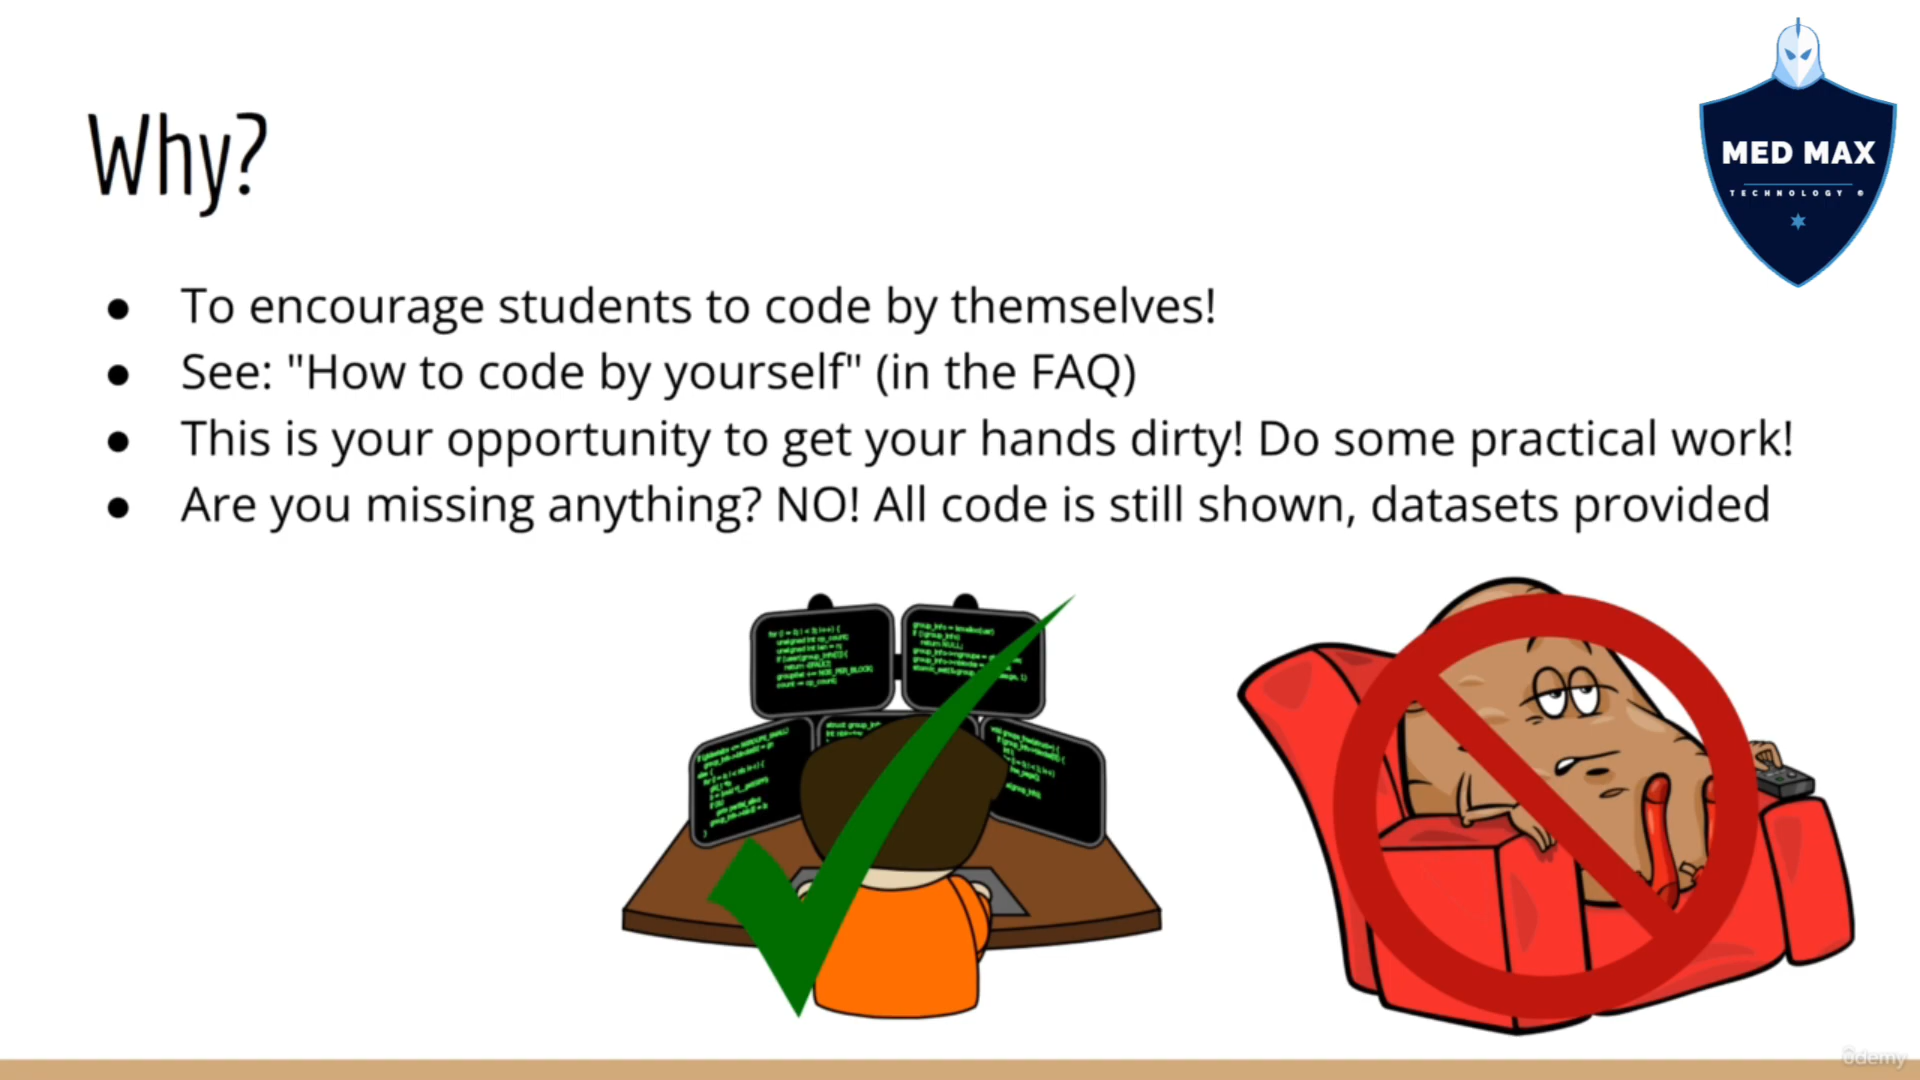 Why?
MED MAX
TECHNOLOGY ®
● To encourage students to code by themselves!
● See: "How to code by yourself" (in the FAQ)
● This is your opportunity to get your hands dirty! Do some practical work!
● Are you missing anything? NO! All code is still shown, datasets provided
ûdemy